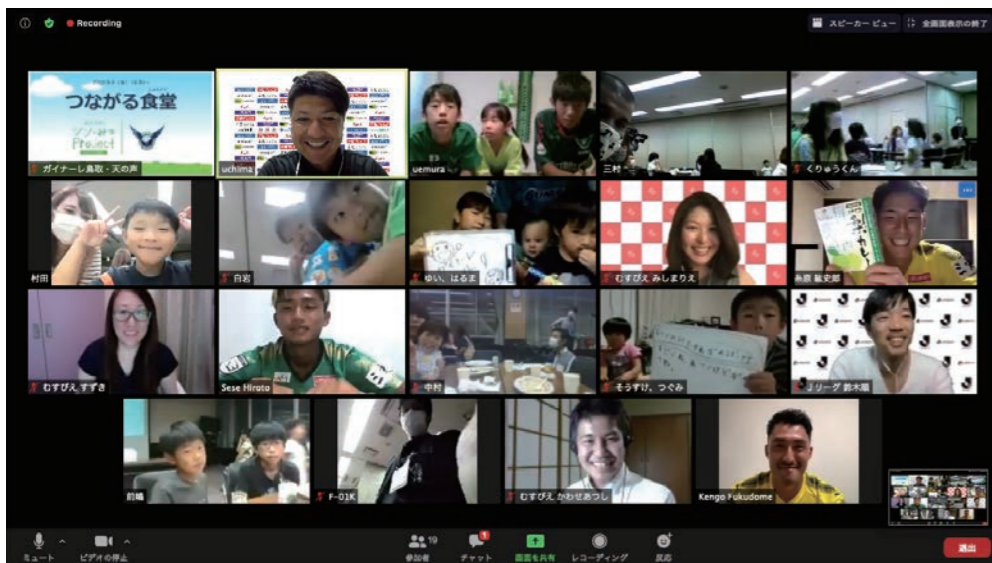 Recording
スピーカー ビュー
全画面表示の終了
つながる食堂
Project
ガイナーレ鳥取・天の声
uchima
uemura
三村
くりゅうくん
村田
白岩
ゆい、はるま
むすびえ みしまりえ
糸原 紘史郎
むすびえ すずき
Sese Hiroto
中村
そうすけ、つぐみ
Jリーグ 鈴木順
前嶋
F-01K
むすびえ かわせあつし
Kengo Fukudome
19
1
ミュート
ビデオの停止
参加者
チャット
画面を共有
レコーディング
反応
退出